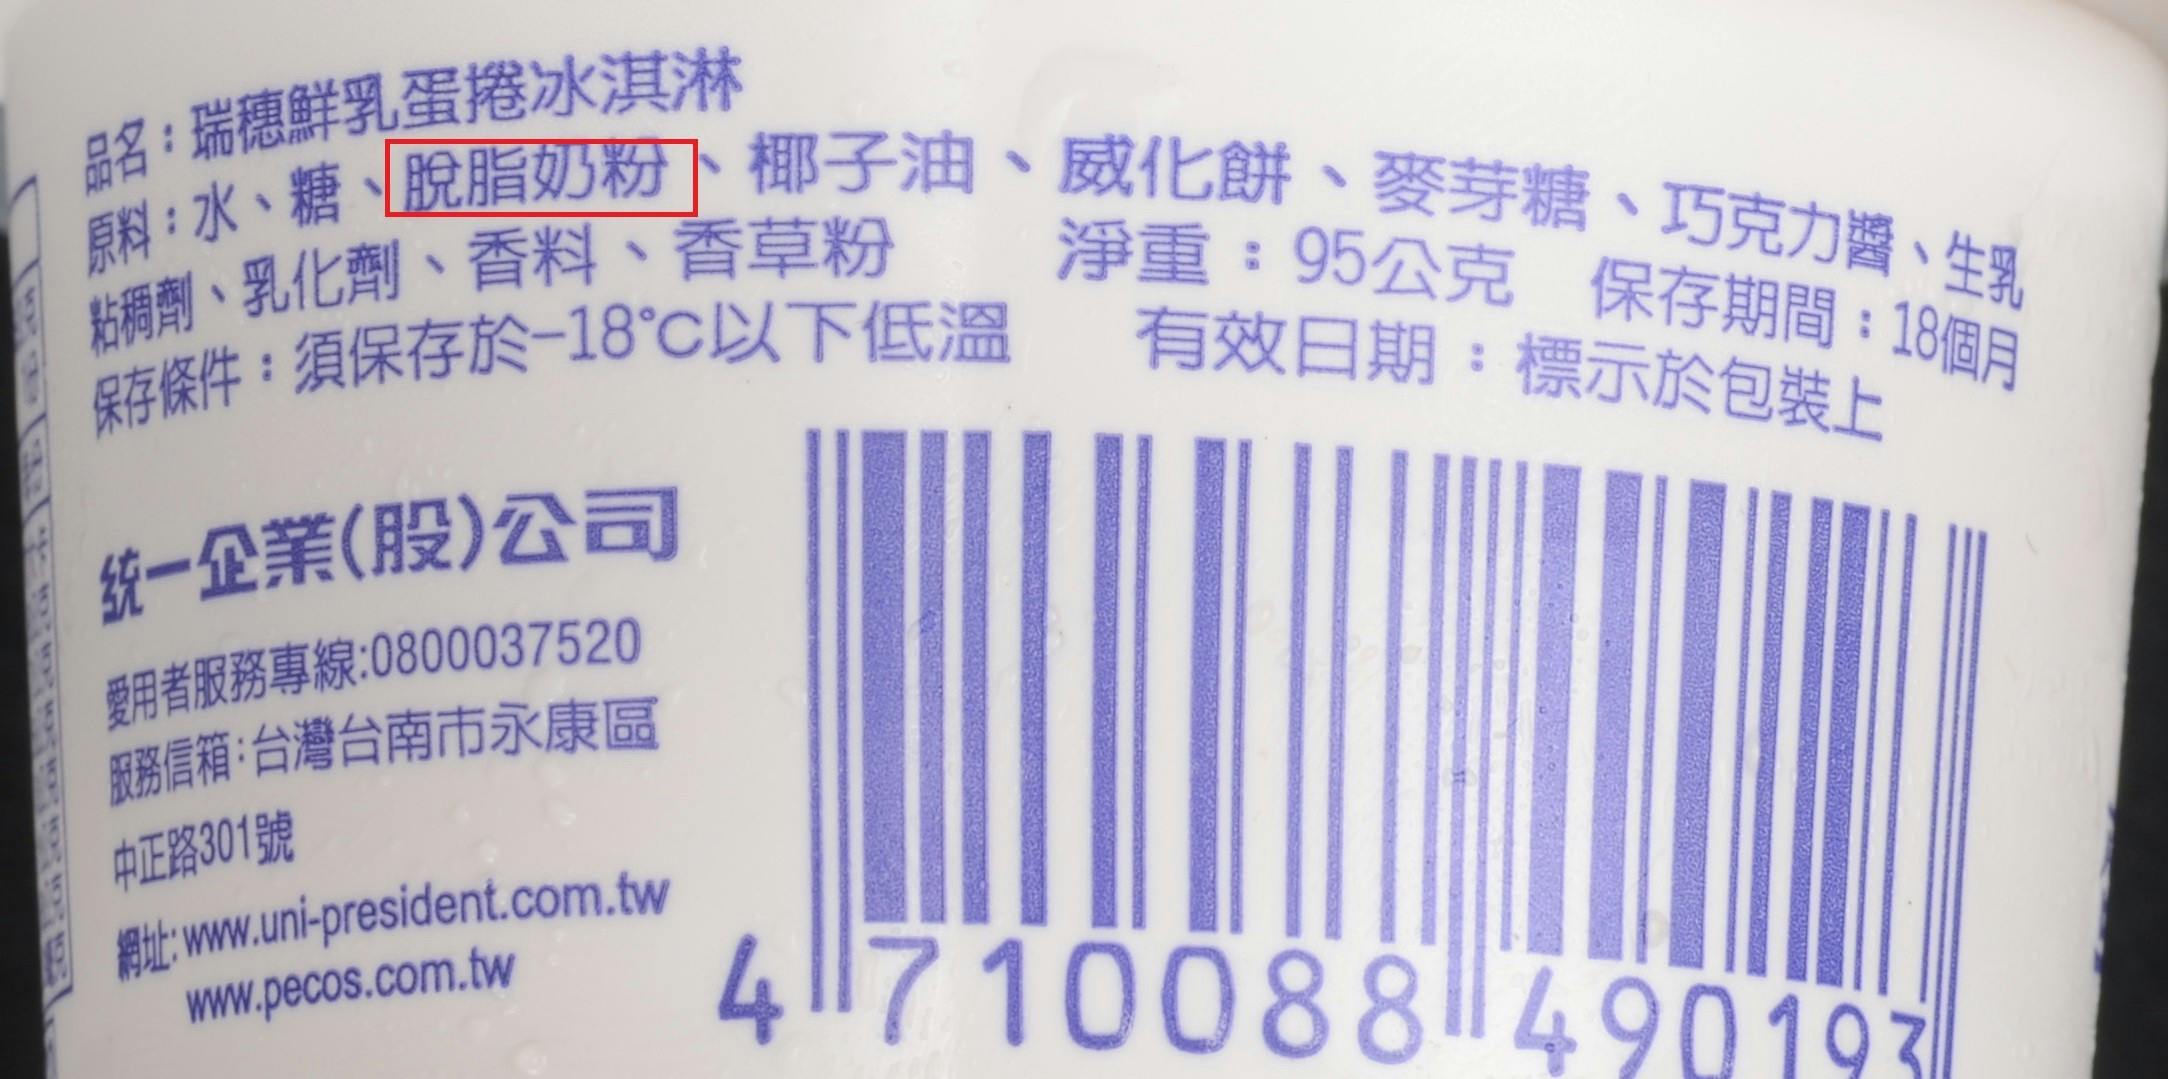 品名：瑞穗鮮乳蛋捲冰淇淋
原料：水、糖、脫脂奶粉、椰子油、威化餅、麥芽糖、巧克力醬、生乳
粘稠劑、乳化劑、香料、香草粉 淨重：95公克 保存期間：18個月
保存條件：須保存於-18℃以下低溫 有效日期：標示於包裝上
統一企業(股)公司
愛用者服務專線:0800037520
服務信箱:台灣台南市永康區
中正路301號
網址:www.uni-president.com.tw
www.pecos.com.tw
4 710088 490193